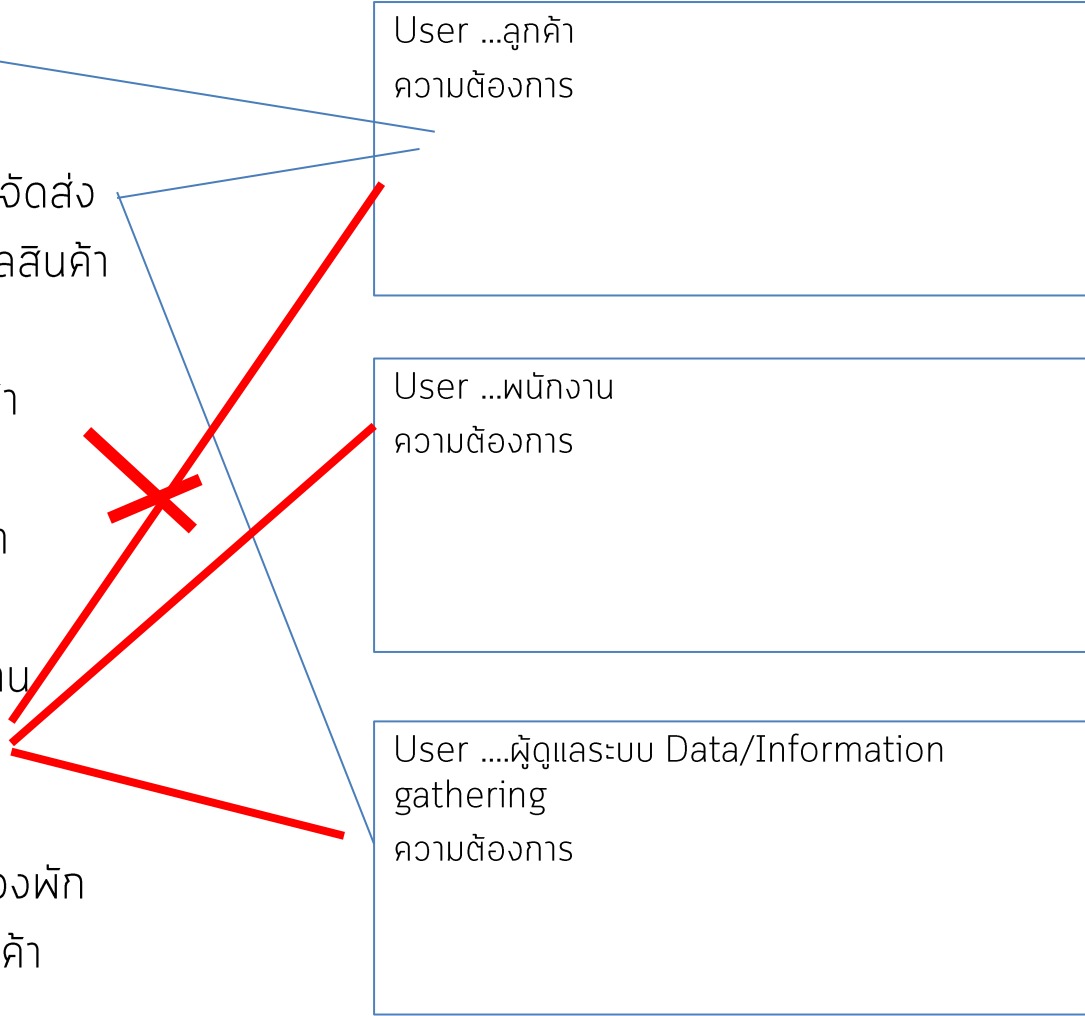 User ...ลูกค้า
ความต้องการ
จัดส่ง
ลสินค้า
User ...พนักงาน
ความต้องการ
User ....ผู้ดูแลระบบ Data/Information
gathering
ความต้องการ
องพัก
ค้า